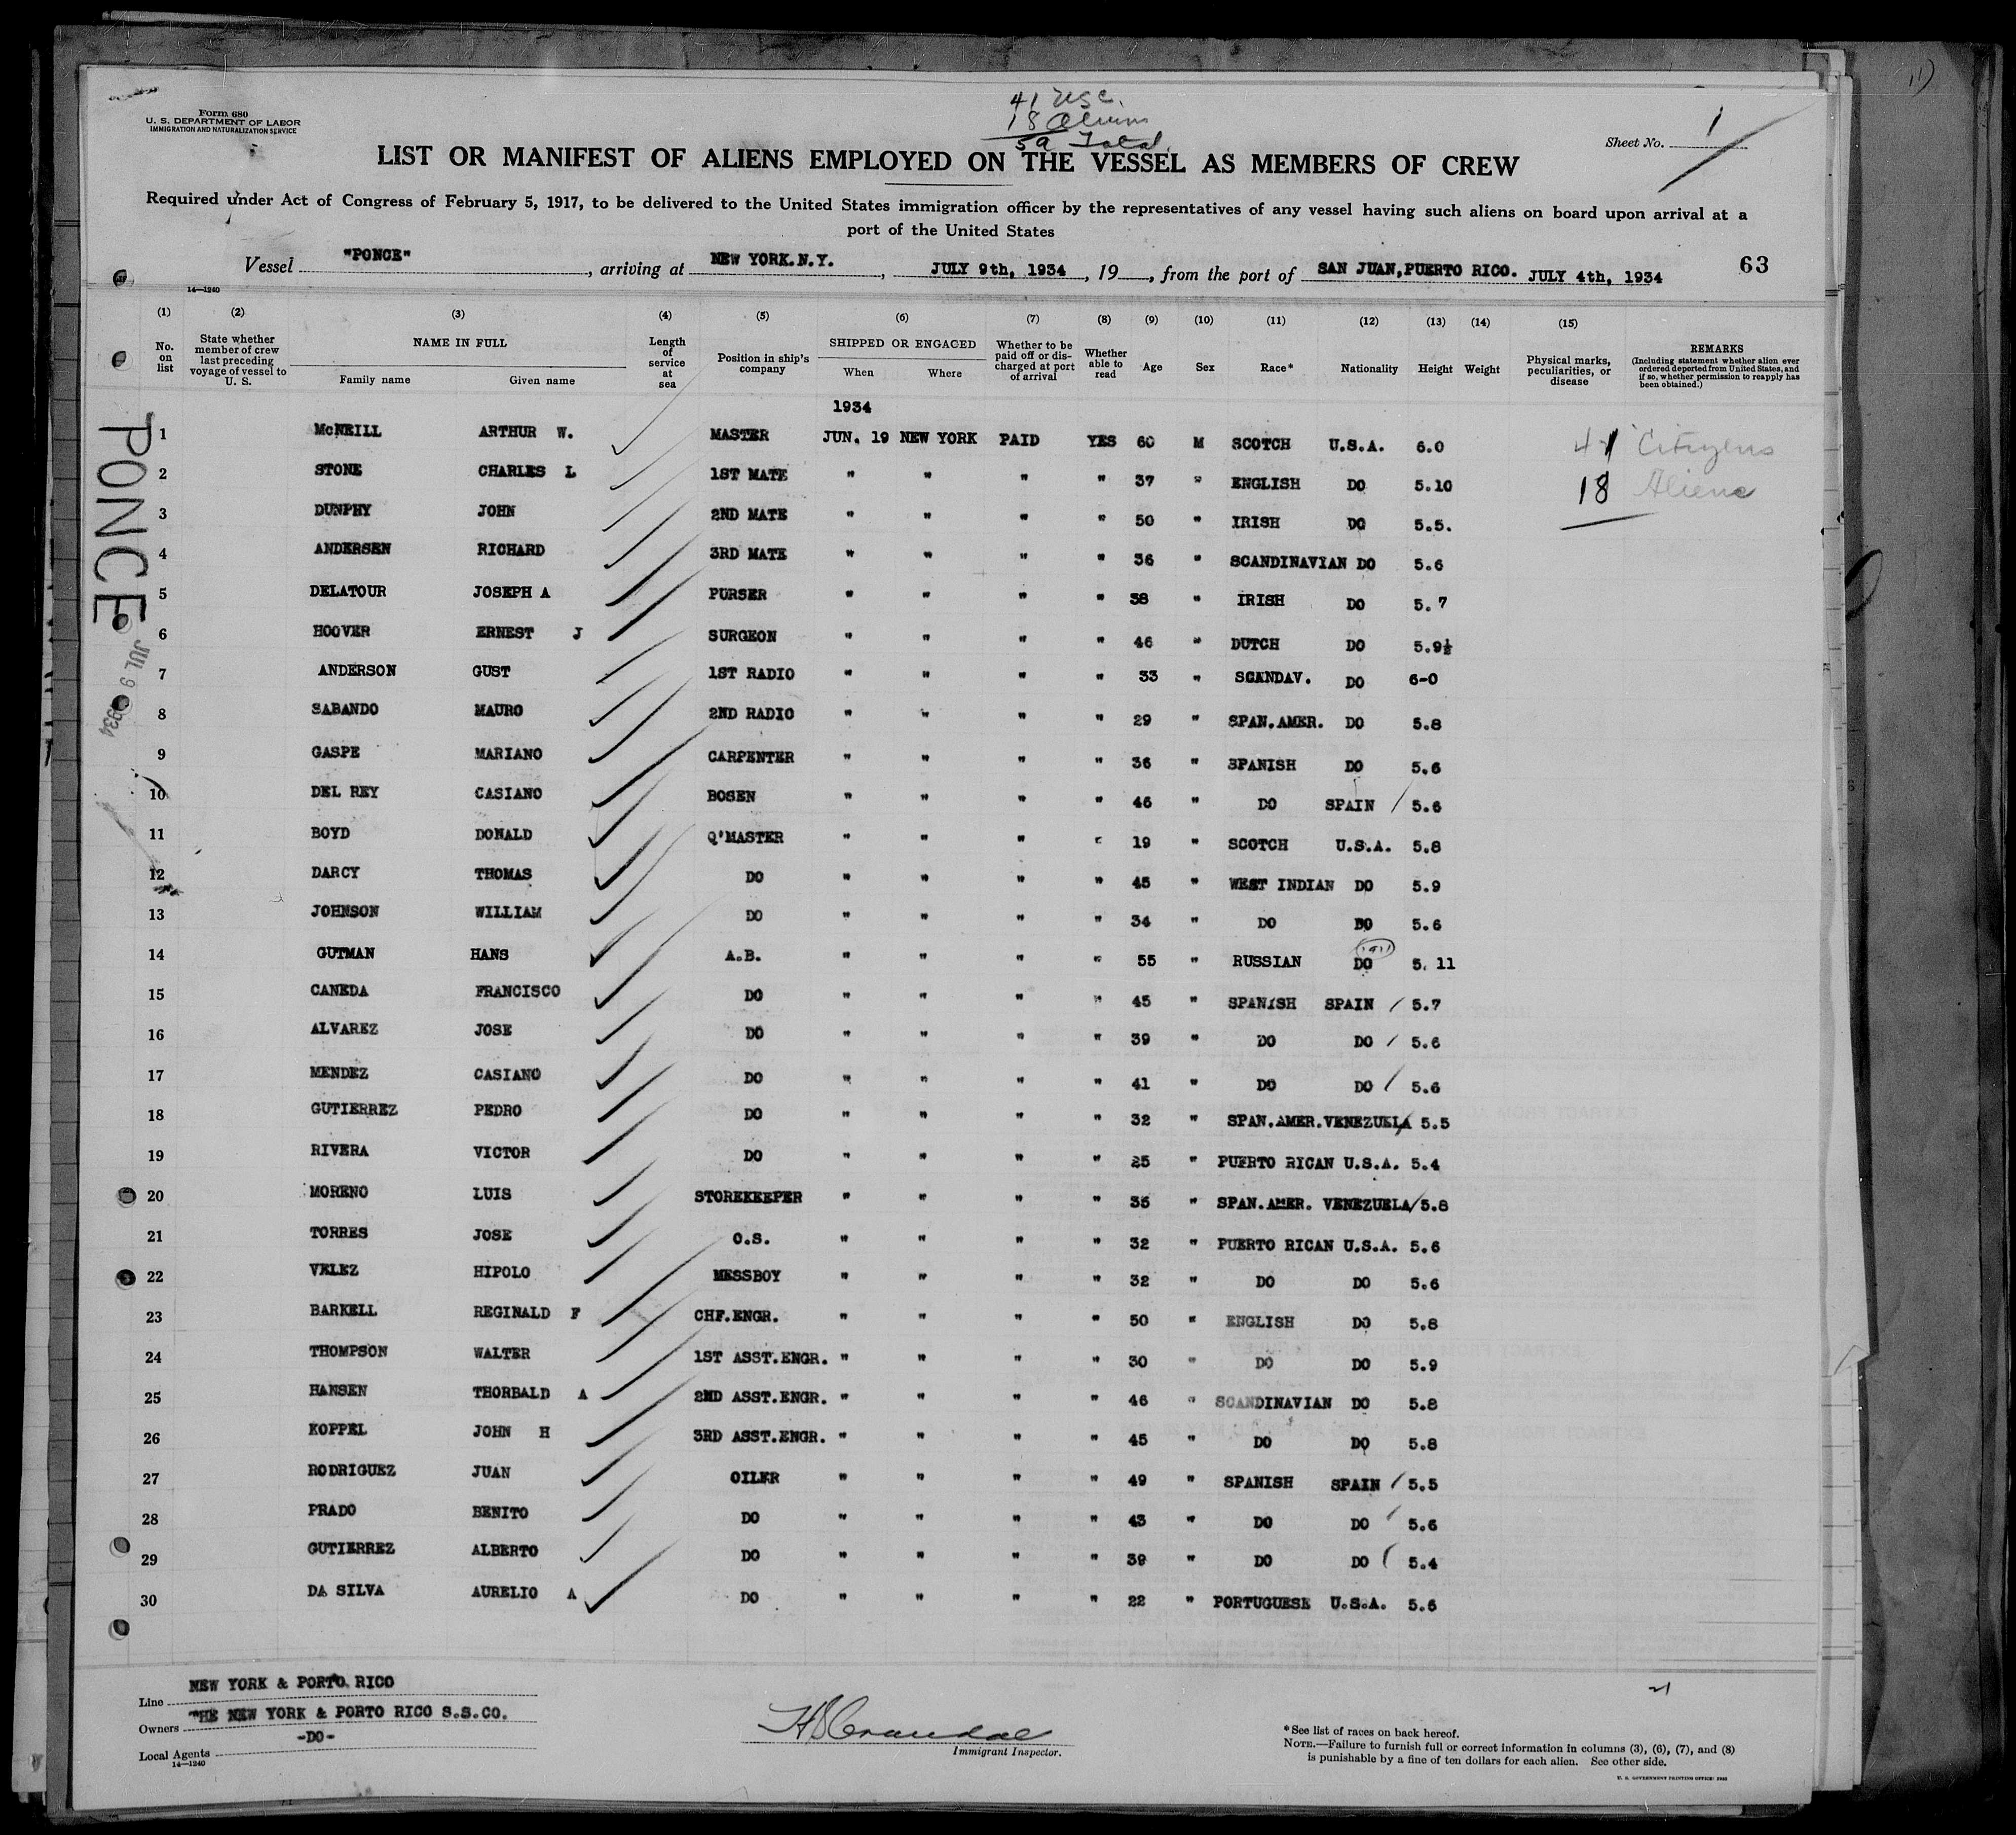 Form 680
U. S. DEPARTMENT OF LABOR
IMMIGRATION AND NATURALIZATION SERVICE
41 USC.
18 Aliens
59 Total
Sheet No. 1
LIST OR MANIFEST OF ALIENS EMPLOYED ON THE VESSEL AS MEMBERS OF CREW
Required under Act of Congress of February 5, 1917, to be delivered to the United States immigration officer by the representatives of any vessel having such aliens on board upon arrival at a
port of the United States
Vessel "PONCE", arriving at NEW YORK.N.Y., JULY 9th, 1934, 19, from the port of SAN JUAN, PUERTO RICO. JULY 4th, 1934
63
14—1240
(1) (2) (3) (4) (5) (6) (7) (8) (9) (10) (11) (12) (13) (14) (15)
No. on list
State whether member of crew last preceding voyage of vessel to U. S.
NAME IN FULL
Family name Given name
Length of service at sea
Position in ship's company
SHIPPED OR ENGAGED
When Where
Whether to be paid off or discharged at port of arrival
Whether able to read
Age
Sex
Race*
Nationality
Height
Weight
Physical marks, peculiarities, or disease
REMARKS
(Including statement whether alien ever ordered deported from United States, and if so, whether permission to reapply has been obtained.)
1934
1 McNEILL ARTHUR W. MASTER JUN. 19 NEW YORK PAID YES 60 M SCOTCH U.S.A. 6.0
41 Citizens
2 STONE CHARLES L 1ST MATE " " " " 37 " ENGLISH DO 5.10
18 Aliens
3 DUNPHY JOHN 2ND MATE " " " " 50 " IRISH DO 5.5.
4 ANDERSEN RICHARD 3RD MATE " " " " 36 " SCANDINAVIAN DO 5.6
5 DELATOUR JOSEPH A PURSER " " " " 38 " IRISH DO 5.7
6 HOOVER ERNEST J SURGEON " " " " 46 " DUTCH DO 5.9½
7 ANDERSON GUST 1ST RADIO " " " " 33 " SCANDAV. DO 6-0
8 SABANDO MAURO 2ND RADIO " " " " 29 " SPAN.AMER. DO 5.8
9 GASPE MARIANO CARPENTER " " " " 36 " SPANISH DO 5.6
10 DEL REY CASIANO BOSEN " " " " 46 " DO SPAIN 5.6
11 BOYD DONALD Q'MASTER " " " " 19 " SCOTCH U.S.A. 5.8
12 DARCY THOMAS DO " " " " 45 " WEST INDIAN DO 5.9
13 JOHNSON WILLIAM DO " " " " 34 " DO DO 5.6
14 GUTMAN HANS A.B. " " " " 55 " RUSSIAN DO 5. 11
15 CANEDA FRANCISCO DO " " " " 45 " SPANISH SPAIN 5.7
16 ALVAREZ JOSE DO " " " " 39 " DO DO 5.6
17 MENDEZ CASIANO DO " " " " 41 " DO DO 5.6
18 GUTIERREZ PEDRO DO " " " " 32 " SPAN.AMER. VENEZUELA 5.5
19 RIVERA VICTOR DO " " " " 25 " PUERTO RICAN U.S.A. 5.4
20 MORENO LUIS STOREKEEPER " " " " 35 " SPAN.AMER. VENEZUELA 5.8
21 TORRES JOSE O.S. " " " " 32 " PUERTO RICAN U.S.A. 5.6
22 VELEZ HIPOLO MESSBOY " " " " 32 " DO DO 5.6
23 BARKELL REGINALD F CHF.ENGR. " " " " 50 " ENGLISH DO 5.8
24 THOMPSON WALTER 1ST ASST.ENGR. " " " " 30 " DO DO 5.9
25 HANSEN THORBALD A 2ND ASST.ENGR. " " " " 46 " SCANDINAVIAN DO 5.8
26 KOPPEL JOHN H 3RD ASST.ENGR. " " " " 45 " DO DO 5.8
27 RODRIGUEZ JUAN OILER " " " " 49 " SPANISH SPAIN 5.5
28 PRADO BENITO DO " " " " 43 " DO DO 5.6
29 GUTIERREZ ALBERTO DO " " " " 39 " DO DO 5.4
30 DA SILVA AURELIO A DO " " " " 22 " PORTUGUESE U.S.A. 5.6
PONCE
JUL 9 1934
Line NEW YORK & PORTO RICO
Owners THE NEW YORK & PORTO RICO S.S.CO.
Local Agents -DO-
14—1240
H S Crandal
Immigrant Inspector.
*See list of races on back hereof.
NOTE.—Failure to furnish full or correct information in columns (3), (6), (7), and (8)
is punishable by a fine of ten dollars for each alien. See other side.